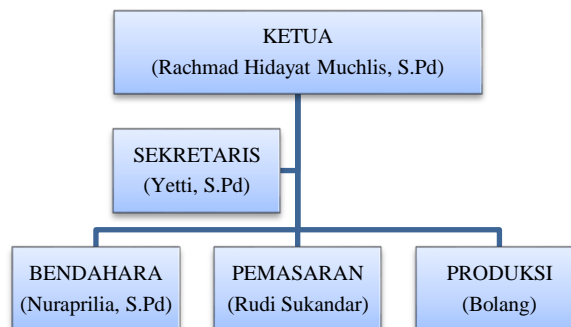 KETUA
(Rachmad Hidayat Muchlis, S.Pd)
SEKRETARIS
(Yetti, S.Pd)
BENDAHARA
(Nuraprilia, S.Pd)
PEMASARAN
(Rudi Sukandar)
PRODUKSI
(Bolang)